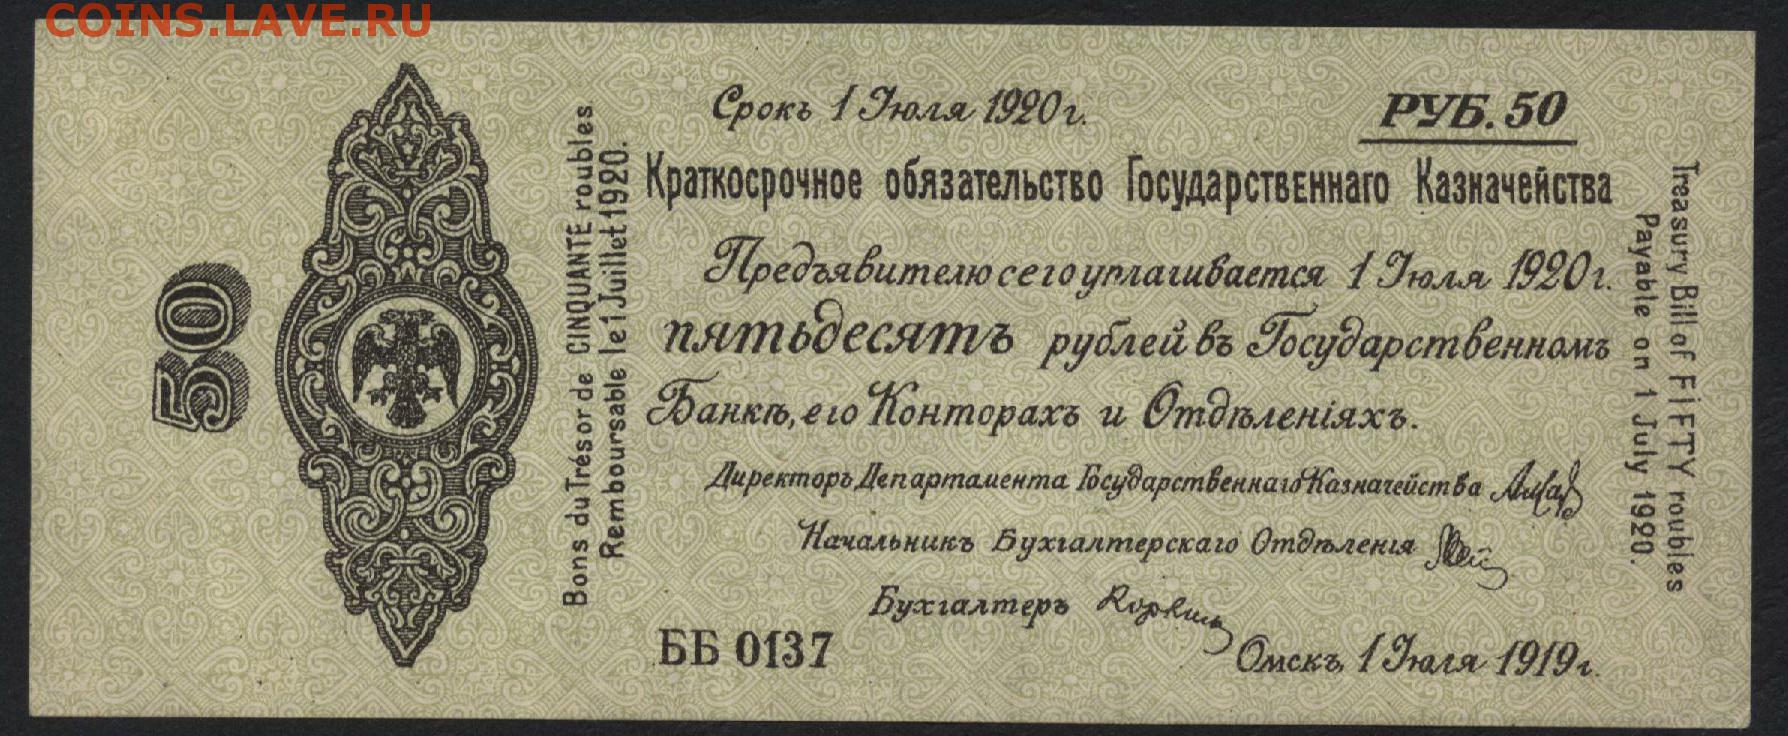 COINS.LAVE.RU
50
Bons du Trésor de CINQUANTE roubles
Remboursable le 1 Juillet 1920.
Срокъ 1 Июля 1920 г.
РУБ. 50
Краткосрочное обязательство Государственнаго Казначейства
Предъявителю сего уплачивается 1 Июля 1920 г.
пятьдесятъ рублей въ Государственномъ
Банкѣ, его Конторахъ и Отдѣленіяхъ.
Директоръ Департамента Государственнаго Казначейства
Начальникъ Бухгалтерскаго Отдѣленія
Бухгалтеръ
ББ 0137
Омскъ, 1 Июля 1919 г.
Treasury Bill of FiFTY roubles
Payable on 1 July 1920.